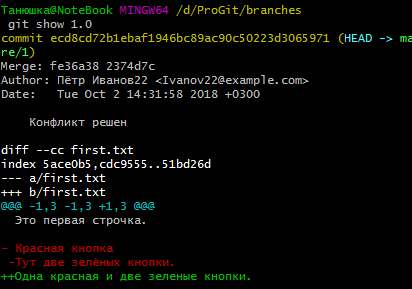 Танюшка@NoteBook MINGW64 /d/ProGit/branches
git show 1.0
commit ecd8cd72b1ebaf1946bc89ac90c50223d3065971 (HEAD -> ma
re/1)
Merge: fe36a38 2374d7c
Author: Пётр Иванов22 <Ivanov22@example.com>
Date:   Tue Oct 2 14:31:58 2018 +0300
Конфликт решен
diff --cc first.txt
index 5ace0b5,cdc9555..51bd26d
--- a/first.txt
+++ b/first.txt
@@@ -1,3 -1,3 +1,3 @@@
Это первая строчка.
- Красная кнопка
-Тут две зелёных кнопки.
++Одна красная и две зеленые кнопки.